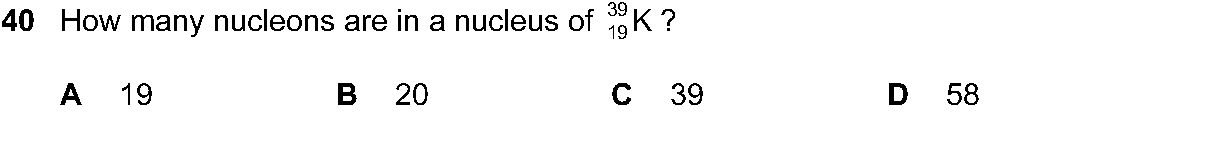 40 How many nucleons are in a nucleus of ³⁹₁₉K ?
A 19 B 20 C 39 D 58